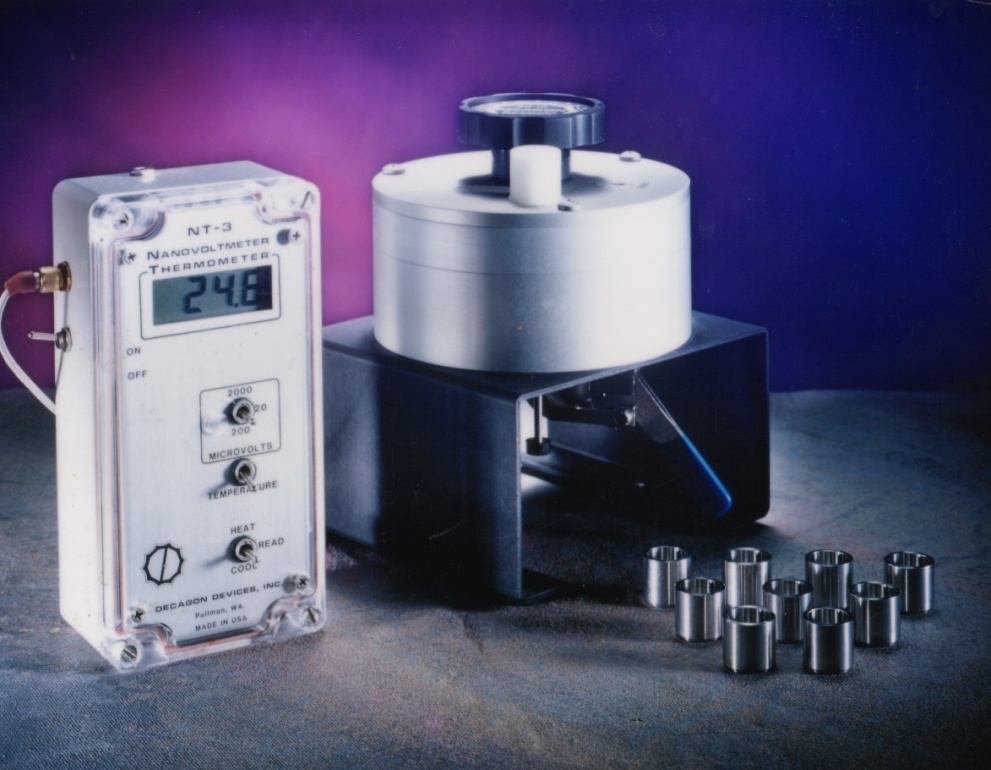 NT-3
NANOVOLTMETER
THERMOMETER
24.8
ON
OFF
2000
20
200
MICROVOLTS
TEMPERATURE
HEAT
READ
COOL
DECAGON DEVICES, INC.
Pullman, WA.
MADE IN USA